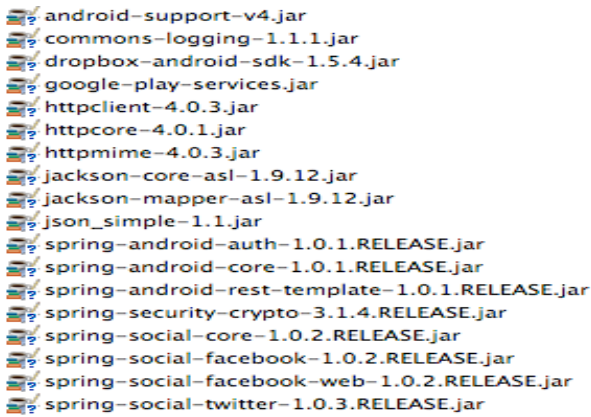 android-support-v4.jar
commons-logging-1.1.1.jar
dropbox-android-sdk-1.5.4.jar
google-play-services.jar
httpclient-4.0.3.jar
httpcore-4.0.1.jar
httpmime-4.0.3.jar
jackson-core-asl-1.9.12.jar
jackson-mapper-asl-1.9.12.jar
json_simple-1.1.jar
spring-android-auth-1.0.1.RELEASE.jar
spring-android-core-1.0.1.RELEASE.jar
spring-android-rest-template-1.0.1.RELEASE.jar
spring-security-crypto-3.1.4.RELEASE.jar
spring-social-core-1.0.2.RELEASE.jar
spring-social-facebook-1.0.2.RELEASE.jar
spring-social-facebook-web-1.0.2.RELEASE.jar
spring-social-twitter-1.0.3.RELEASE.jar